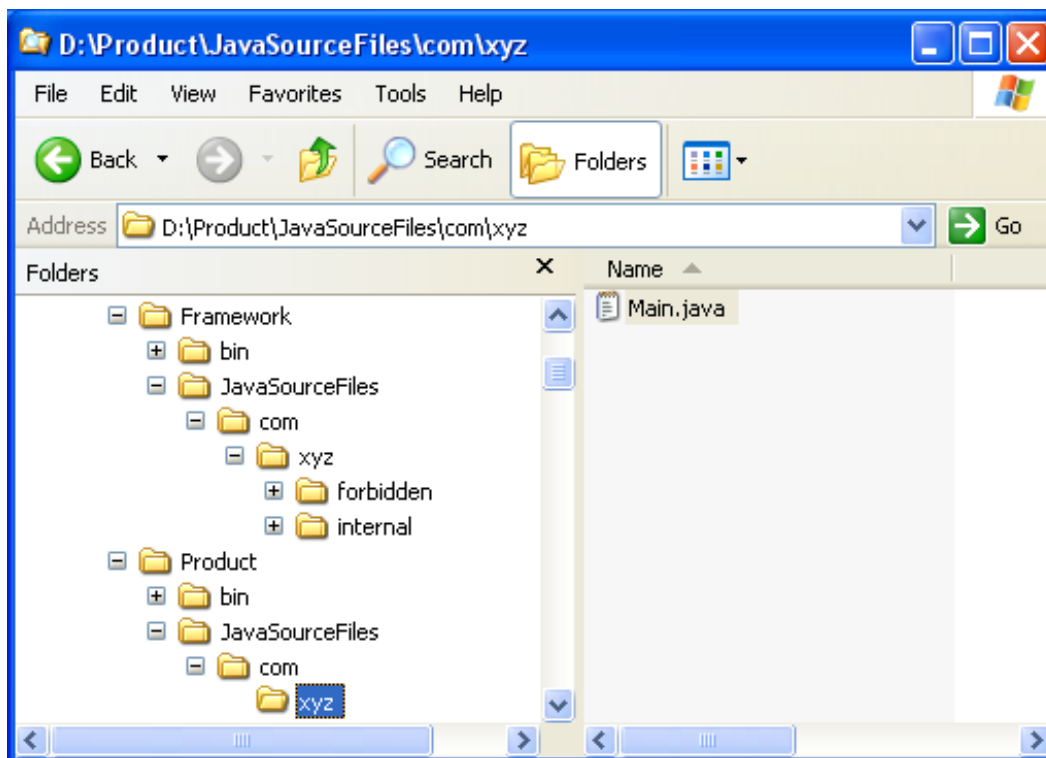 D:\Product\JavaSourceFiles\com\xyz
File Edit View Favorites Tools Help
Back Search Folders
Address D:\Product\JavaSourceFiles\com\xyz Go
Folders
Name
Framework
Main.java
bin
JavaSourceFiles
com
xyz
forbidden
internal
Product
bin
JavaSourceFiles
com
xyz